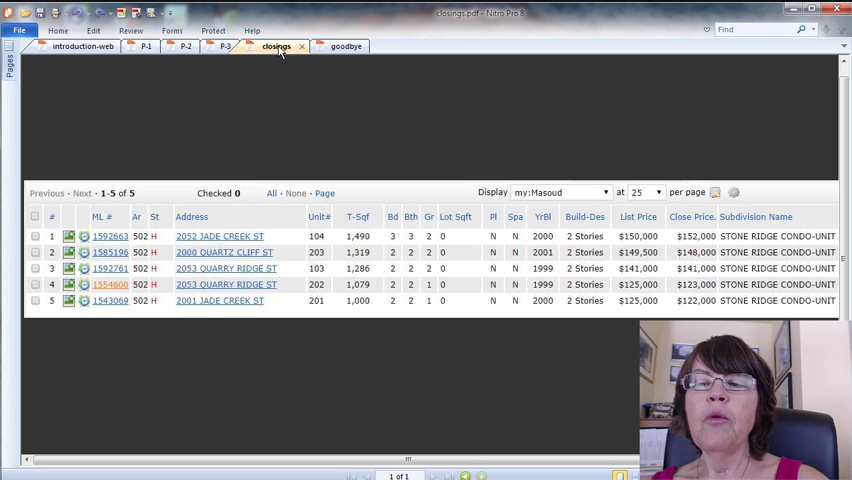 closings.pdf - Nitro Pro 8
File Home Edit Review Forms Protect Help Find
introduction-web P-1 P-2 P-3 closings goodbye
Pages
Previous · Next · 1-5 of 5 Checked 0 All · None · Page Display my:Masoud at 25 per page
# ML # Ar St Address Unit# T-Sqf Bd Bth Gr Lot Sqft Pl Spa YrBl Build-Des List Price Close Price. Subdivision Name
1 1592663 502 H 2052 JADE CREEK ST 104 1,490 3 3 2 0 N N 2000 2 Stories $150,000 $152,000 STONE RIDGE CONDO-UNIT
2 1585196 502 H 2000 QUARTZ CLIFF ST 203 1,319 2 2 2 0 N N 2001 2 Stories $149,500 $148,000 STONE RIDGE CONDO-UNIT
3 1592761 502 H 2053 QUARRY RIDGE ST 103 1,286 2 2 2 0 N N 1999 2 Stories $141,000 $141,000 STONE RIDGE CONDO-UNIT
4 1554600 502 H 2053 QUARRY RIDGE ST 202 1,079 2 2 1 0 N N 1999 2 Stories $125,000 $123,000 STONE RIDGE CONDO-UNIT
5 1543069 502 H 2001 JADE CREEK ST 201 1,000 2 2 1 0 N N 2000 2 Stories $125,000 $122,000 STONE RIDGE CONDO-UNIT
1 of 1